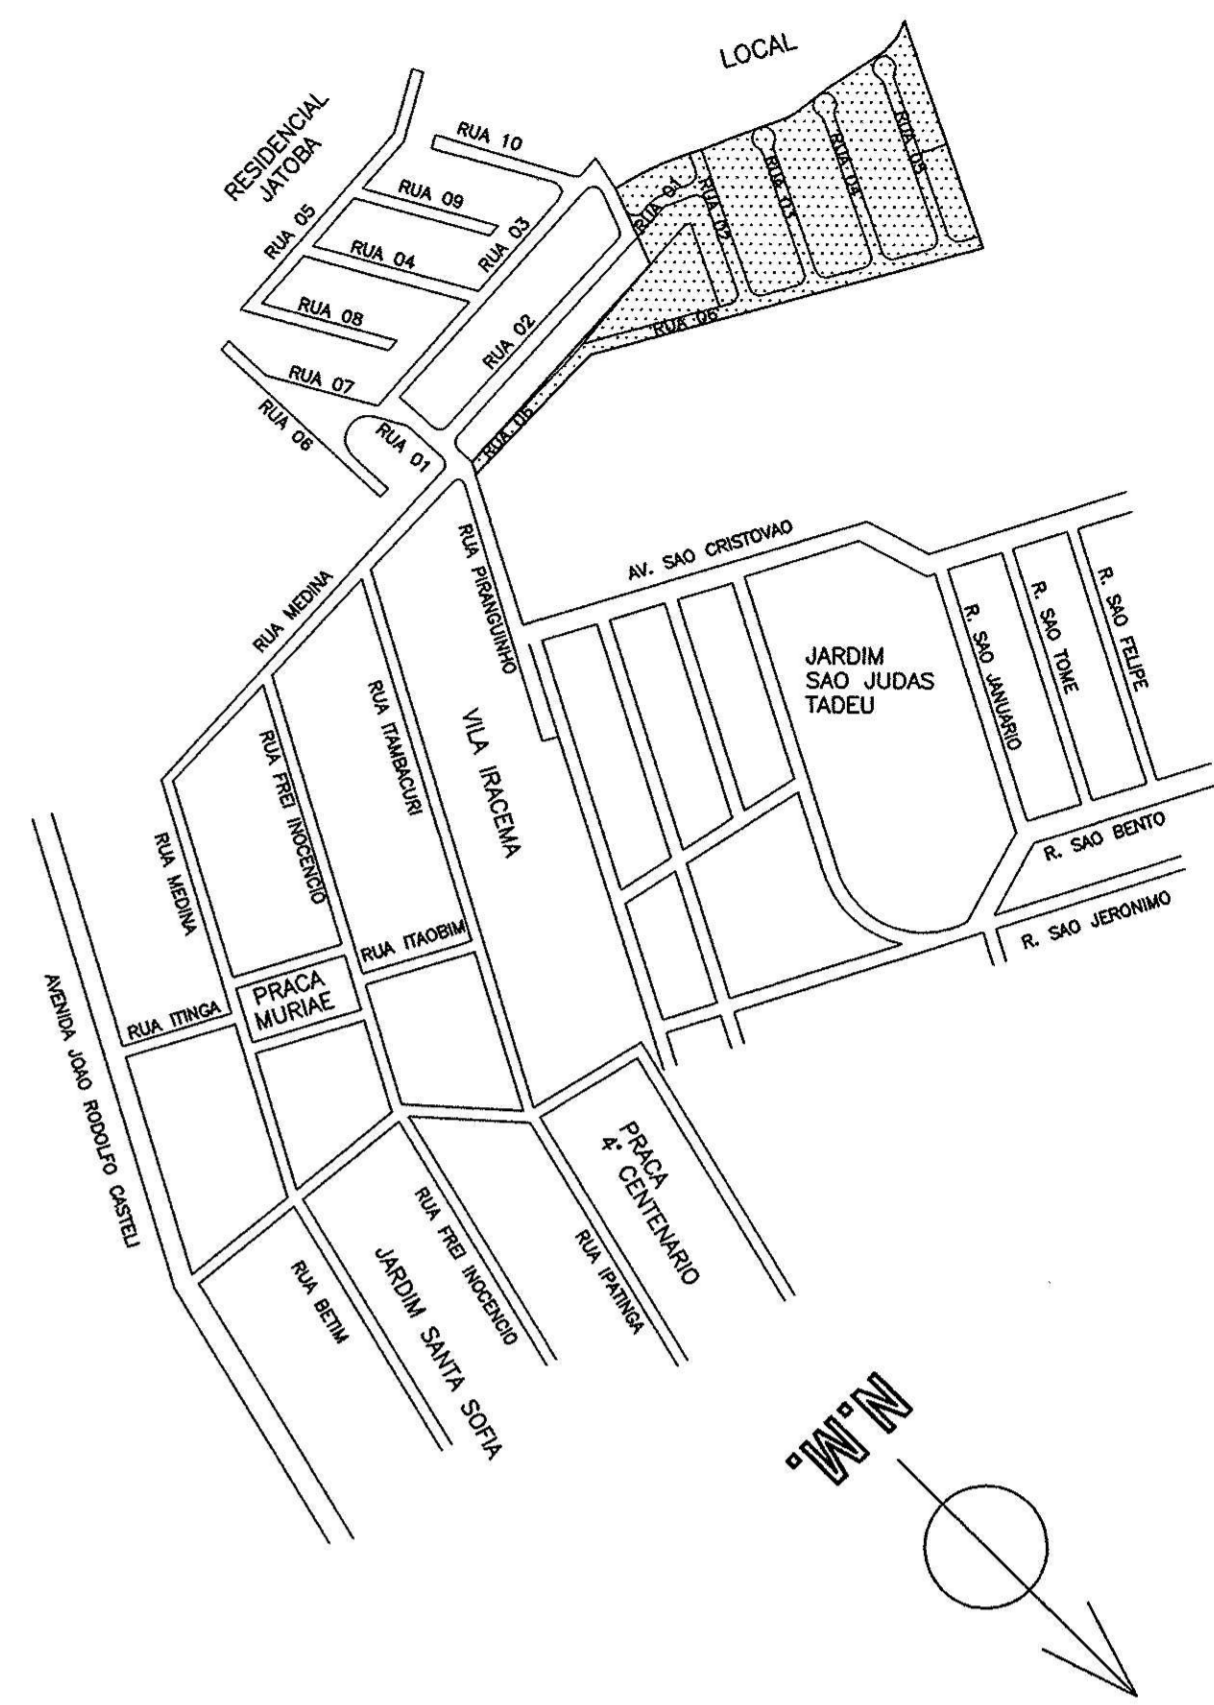 LOCAL
RESIDENCIAL
JATOBA
RUA 10
RUA 09
RUA 05
RUA 04
RUA 03
RUA 08
RUA 02
RUA 07
RUA 06
RUA 01
RUA 01
RUA 02
RUA 03
RUA 04
RUA 05
RUA 06
RUA. 06
RUA MEDINA
RUA PIRANGUINHO
AV. SAO CRISTOVAO
JARDIM
SAO JUDAS
TADEU
R. SAO JANUARIO
R. SAO TOME
R. SAO FELIPE
RUA ITAMBACURI
VILA IRACEMA
RUA FREI INOCENCIO
RUA MEDINA
R. SAO BENTO
R. SAO JERONIMO
RUA ITAOBIM
PRACA
MURIAE
RUA ITINGA
AVENIDA JOAO RODOLFO CASTELI
PRACA
4° CENTENARIO
RUA FREI INOCENCIO
RUA IPATINGA
JARDIM SANTA SOFIA
RUA BETIM
N.M.